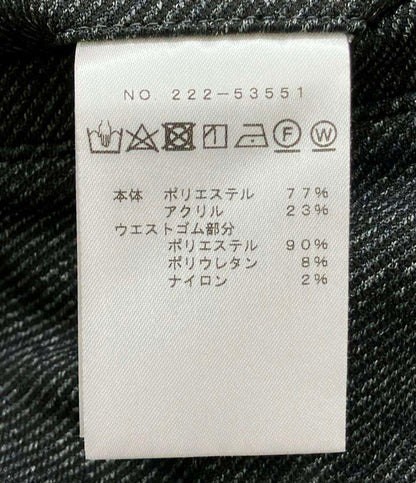 NO. 222-53551
F W
本体 ポリエステル 77%
アクリル 23%
ウエストゴム部分
ポリエステル 90%
ポリウレタン 8%
ナイロン 2%